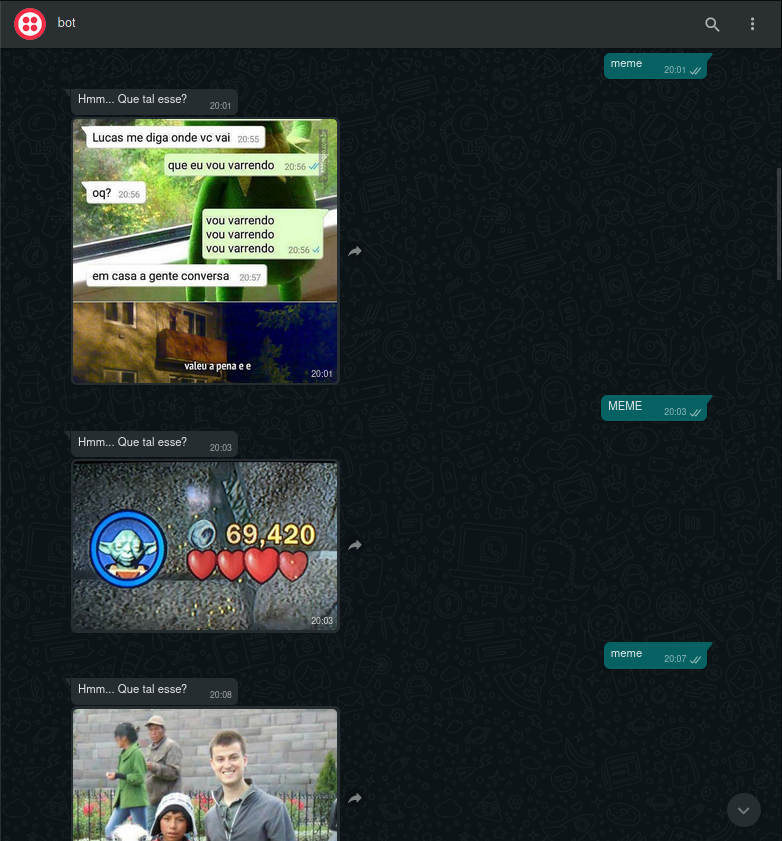 bot
meme
20:01
Hmm... Que tal esse?
20:01
Lucas me diga onde vc vai 20:55
que eu vou varrendo 20:56
oq? 20:56
vou varrendo
vou varrendo
vou varrendo 20:56
em casa a gente conversa 20:57
valeu a pena e e
20:01
MEME
20:03
Hmm... Que tal esse?
20:03
69,420
20:03
meme
20:07
Hmm... Que tal esse?
20:08